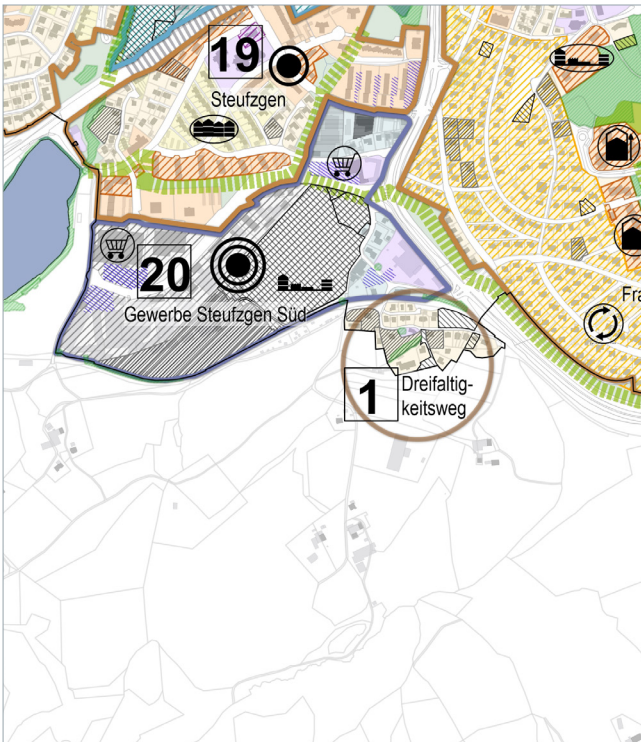 19
Steufzgen
20
Gewerbe Steufzgen Süd
Fra
1
Dreifaltig-
keitsweg